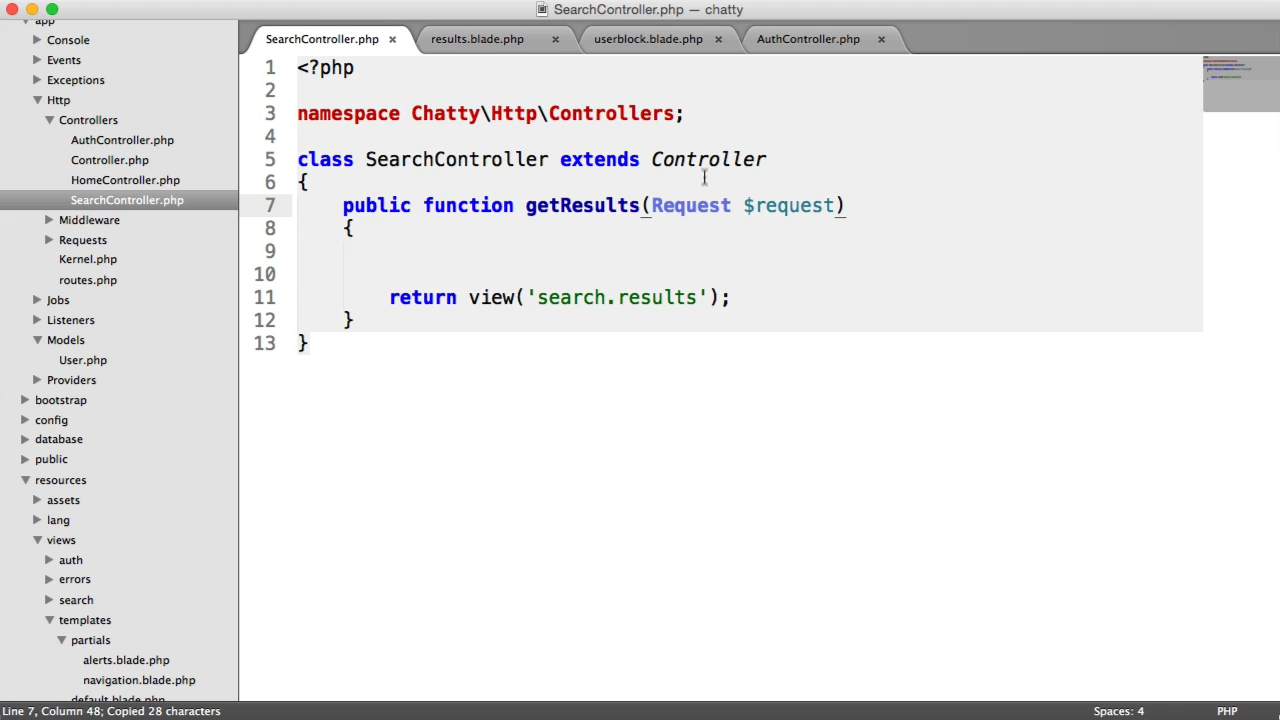 SearchController.php — chatty
app
Console
Events
Exceptions
Http
Controllers
AuthController.php
Controller.php
HomeController.php
SearchController.php
Middleware
Requests
Kernel.php
routes.php
Jobs
Listeners
Models
User.php
Providers
bootstrap
config
database
public
resources
assets
lang
views
auth
errors
search
templates
partials
alerts.blade.php
navigation.blade.php
default.blade.php
SearchController.php × results.blade.php × userblock.blade.php × AuthController.php ×
1 <?php
2
3 namespace Chatty\Http\Controllers;
4
5 class SearchController extends Controller
6 {
7 public function getResults(Request $request)
8 {
9
10
11 return view('search.results');
12 }
13 }
Line 7, Column 48; Copied 28 characters
Spaces: 4 PHP